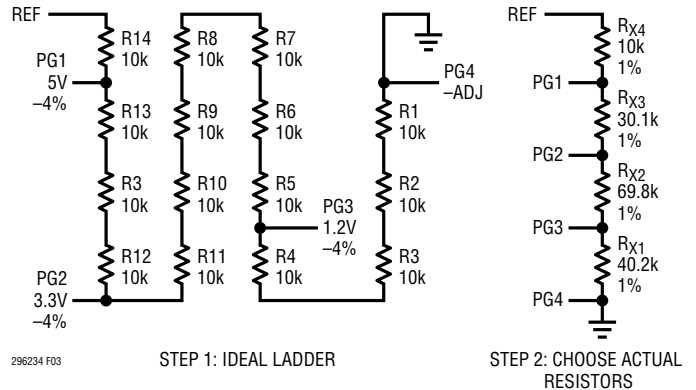 REF
R14
10k
PG1
5V
–4%
R13
10k
R3
10k
R12
10k
PG2
3.3V
–4%
R8
10k
R9
10k
R10
10k
R11
10k
R7
10k
R6
10k
R5
10k
PG3
1.2V
–4%
R4
10k
PG4
–ADJ
R1
10k
R2
10k
R3
10k
296234 F03
STEP 1: IDEAL LADDER
REF
RX4
10k
1%
PG1
RX3
30.1k
1%
PG2
RX2
69.8k
1%
PG3
RX1
40.2k
1%
PG4
STEP 2: CHOOSE ACTUAL
RESISTORS